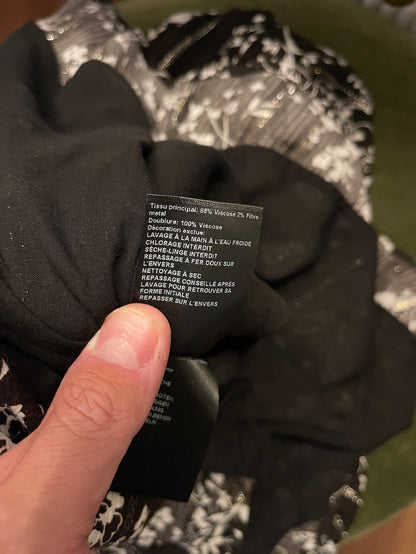 Tissu principal: 98% Viscose 2% Fibre
metal
Doublure: 100% Viscose
Décoration exclue:
LAVAGE À LA MAIN À L'EAU FROIDE
CHLORAGE INTERDIT
SÈCHE-LINGE INTERDIT
REPASSAGE À FER DOUX SUR
L'ENVERS
NETTOYAGE À SEC
REPASSAGE CONSEILLÉ APRÈS
LAVAGE POUR RETROUVER SA
FORME INITIALE
REPASSER SUR L'ENVERS